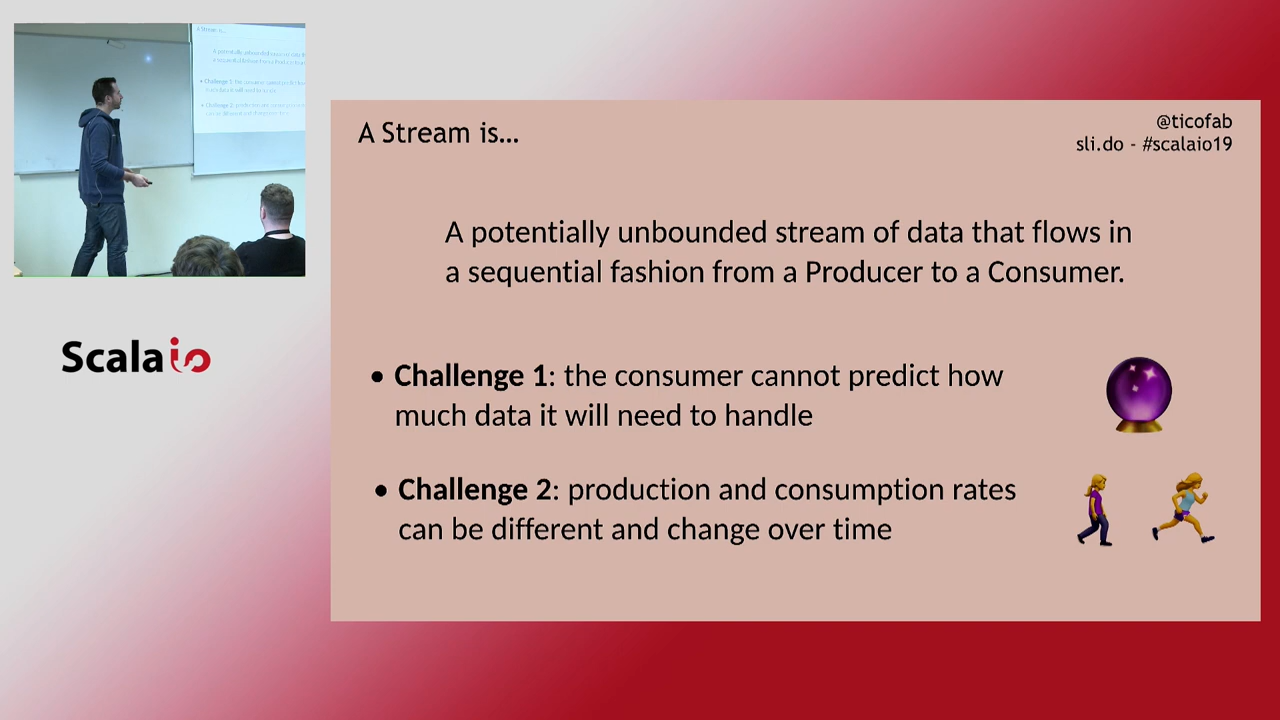 A Stream is...
@ticofab
sli.do - #scalaio19
A potentially unbounded stream of data that flows in
a sequential fashion from a Producer to a Consumer.
• Challenge 1: the consumer cannot predict how
much data it will need to handle
• Challenge 2: production and consumption rates
can be different and change over time
Scalaio
A Stream is...